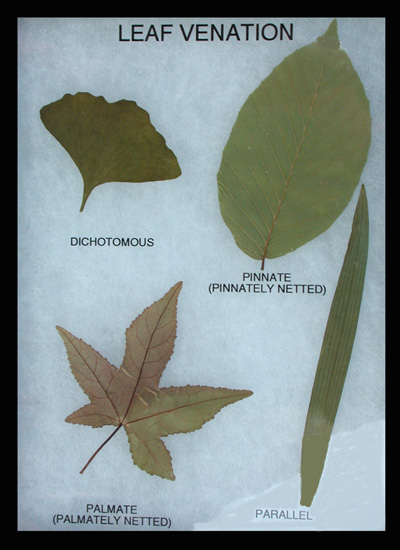 LEAF VENATION
DICHOTOMOUS
PINNATE
(PINNATELY NETTED)
PALMATE
(PALMATELY NETTED)
PARALLEL